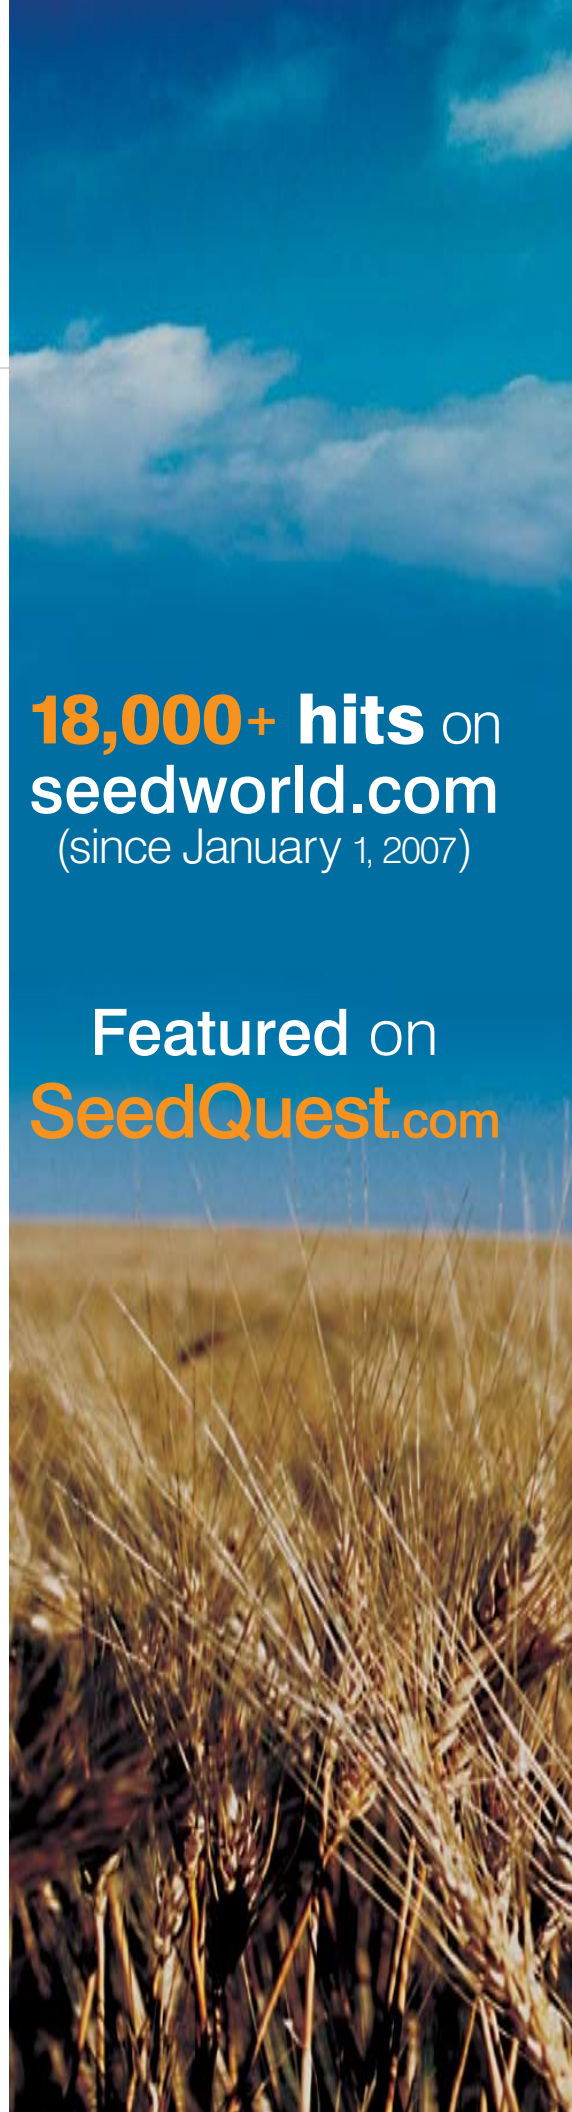 18,000+ hits on
seedworld.com
(since January 1, 2007)
Featured on
SeedQuest.com